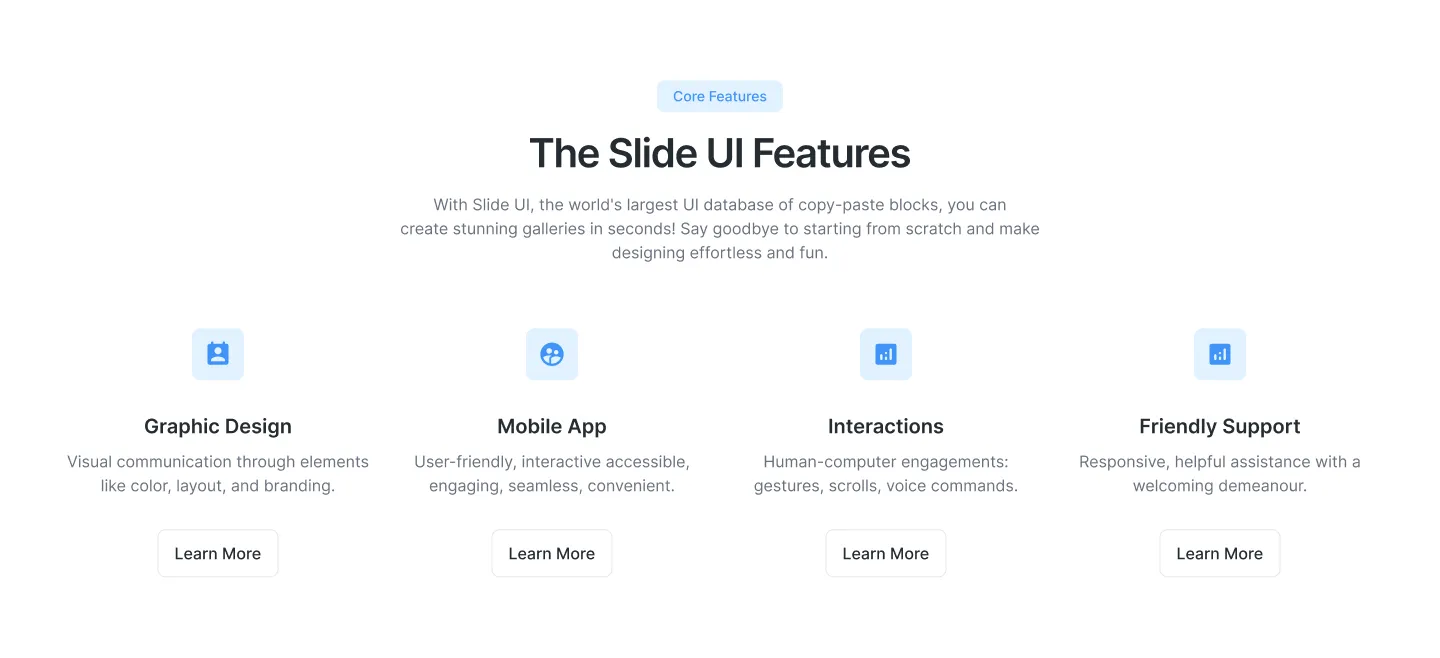 Core Features
The Slide UI Features
With Slide UI, the world's largest UI database of copy-paste blocks, you can
create stunning galleries in seconds! Say goodbye to starting from scratch and make
designing effortless and fun.
Graphic Design
Visual communication through elements
like color, layout, and branding.
Learn More
Mobile App
User-friendly, interactive accessible,
engaging, seamless, convenient.
Learn More
Interactions
Human-computer engagements:
gestures, scrolls, voice commands.
Learn More
Friendly Support
Responsive, helpful assistance with a
welcoming demeanour.
Learn More